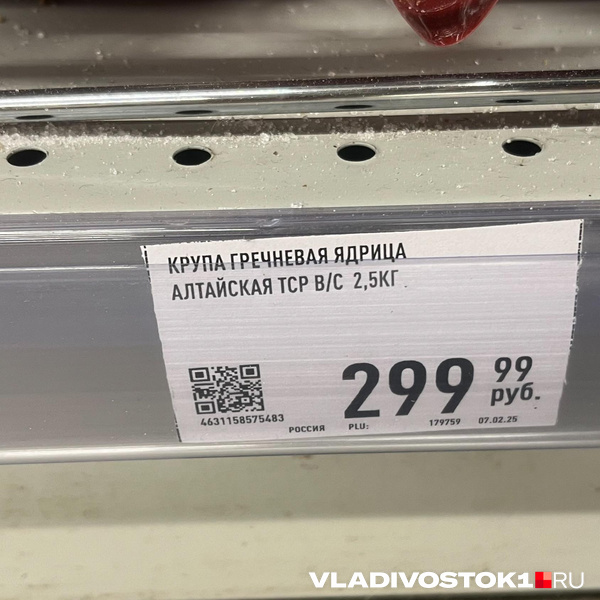 КРУПА ГРЕЧНЕВАЯ ЯДРИЦА
АЛТАЙСКАЯ ТСР В/С 2,5КГ
299 99
руб.
4631158575483
РОССИЯ PLU: 179759 07.02.25
VLADIVOSTOK1.RU